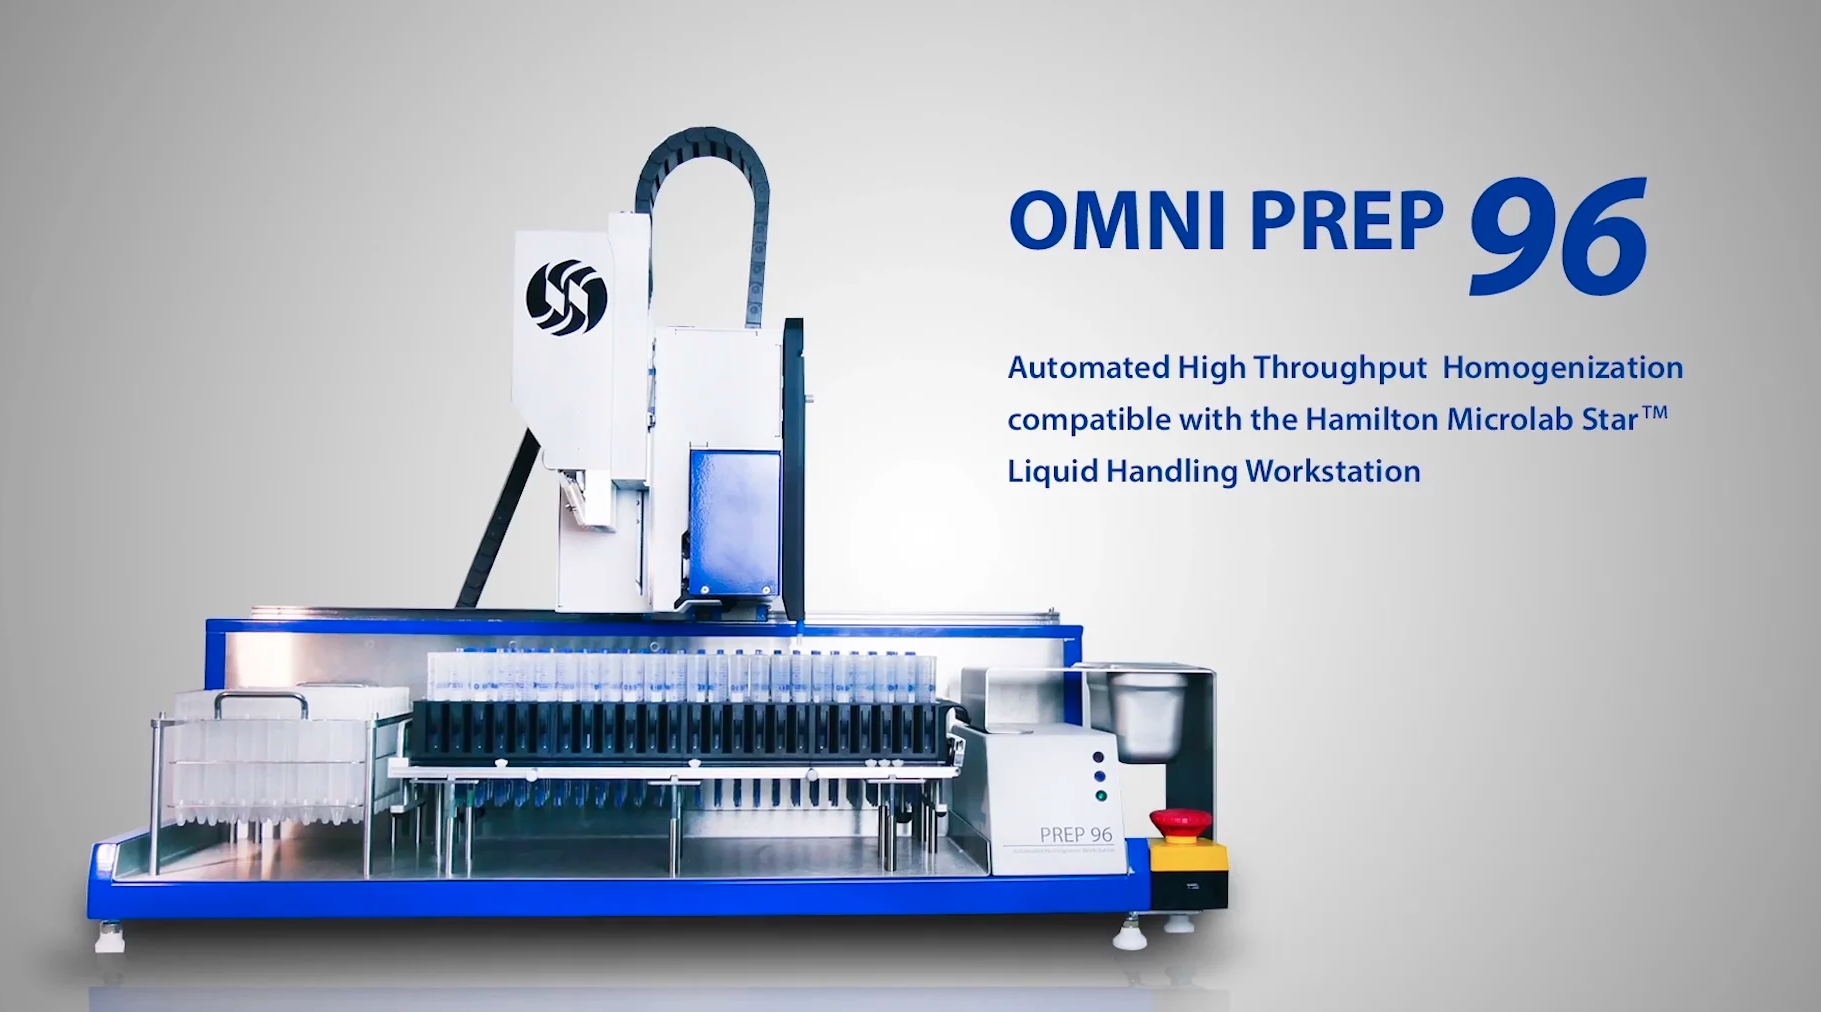 OMNI PREP 96
Automated High Throughput Homogenization
compatible with the Hamilton Microlab Star™
Liquid Handling Workstation
PREP 96